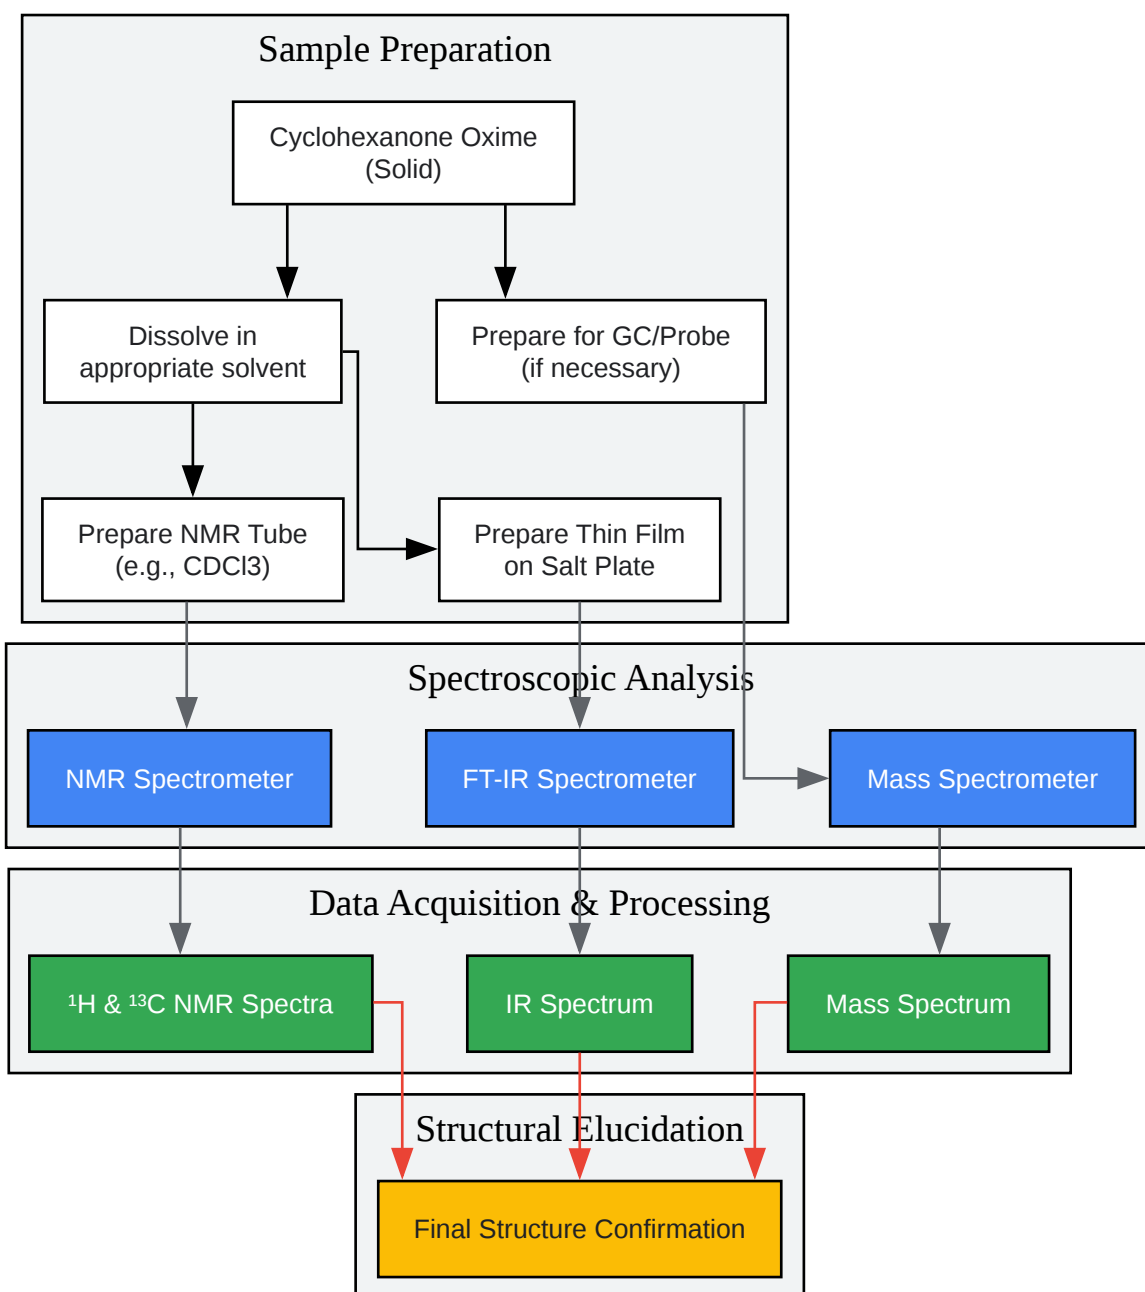 Sample Preparation
Cyclohexanone Oxime
(Solid)
Dissolve in
appropriate solvent
Prepare for GC/Probe
(if necessary)
Prepare NMR Tube
(e.g., CDCl3)
Prepare Thin Film
on Salt Plate
Spectroscopic Analysis
NMR Spectrometer
FT-IR Spectrometer
Mass Spectrometer
Data Acquisition & Processing
¹H & ¹³C NMR Spectra
IR Spectrum
Mass Spectrum
Structural Elucidation
Final Structure Confirmation